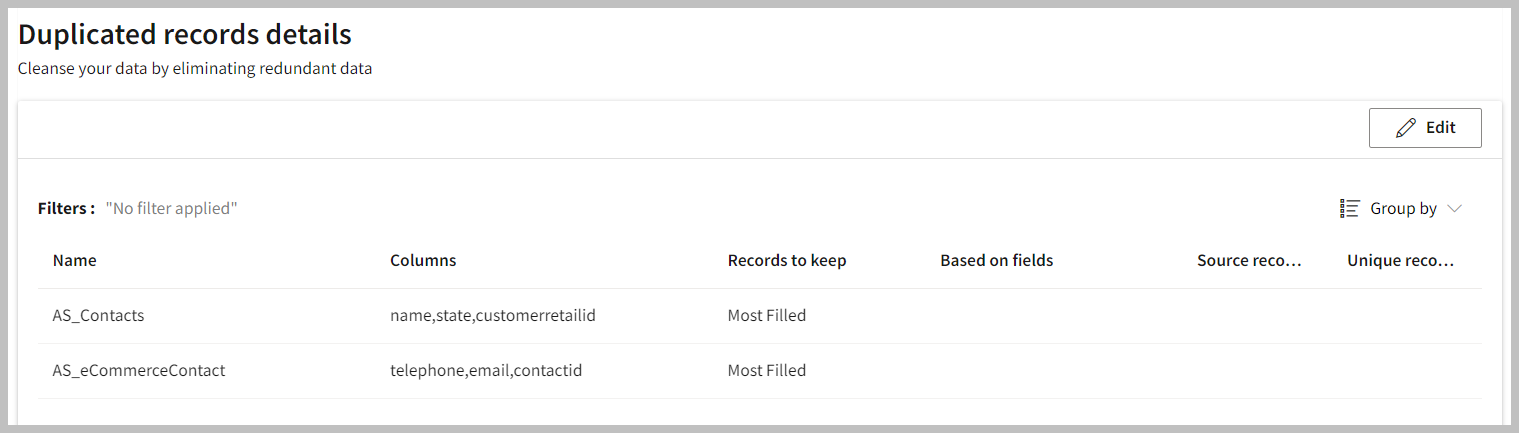 Duplicated records details
Cleanse your data by eliminating redundant data
Edit
Filters : "No filter applied" Group by
Name Columns Records to keep Based on fields Source reco... Unique reco...
AS_Contacts name,state,customerretailid Most Filled
AS_eCommerceContact telephone,email,contactid Most Filled